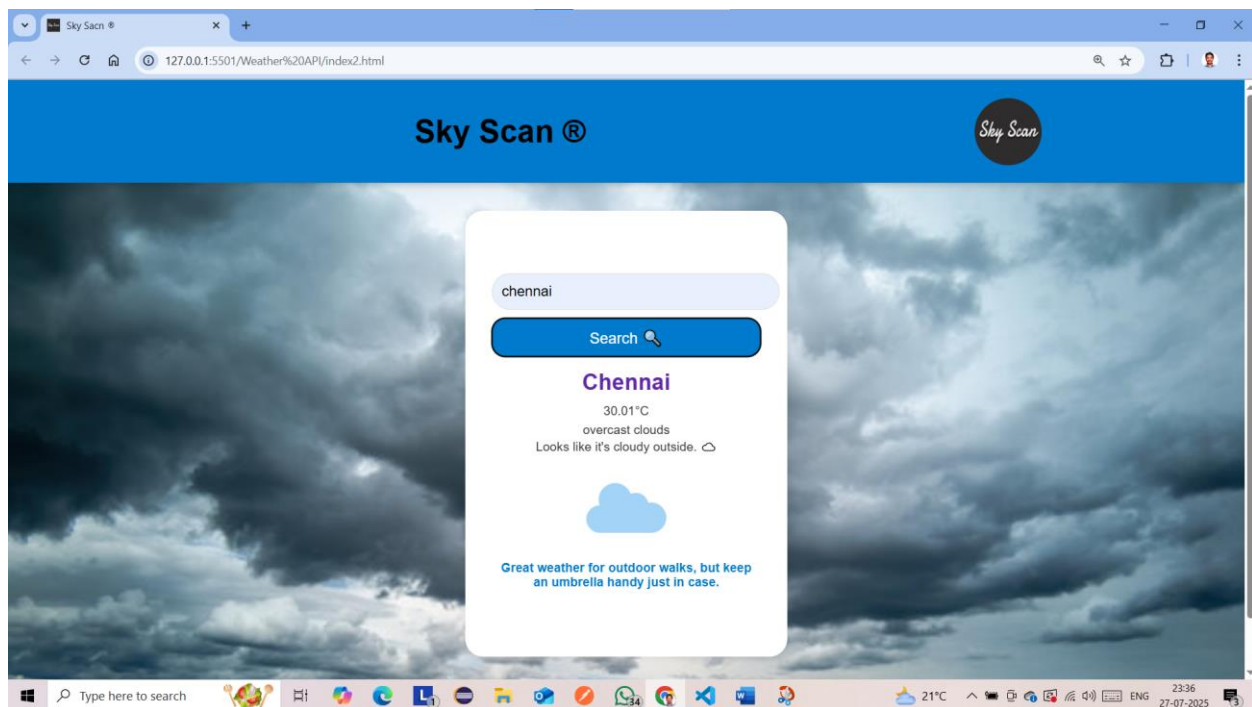 Sky Sacn ®
127.0.0.1:5501/Weather%20API/index2.html
Sky Scan ®
Sky Scan
chennai
Search 🔍
Chennai
30.01°C
overcast clouds
Looks like it's cloudy outside. ☁
Great weather for outdoor walks, but keep
an umbrella handy just in case.
Type here to search
34
21°C
ENG
23:36
27-07-2025
3